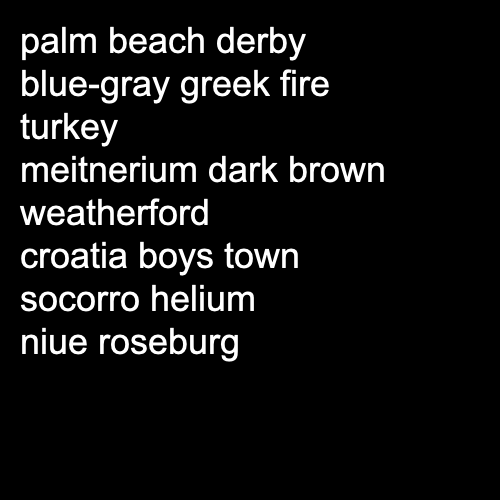 palm beach derby
blue-gray greek fire
turkey
meitnerium dark brown
weatherford
croatia boys town
socorro helium
niue roseburg